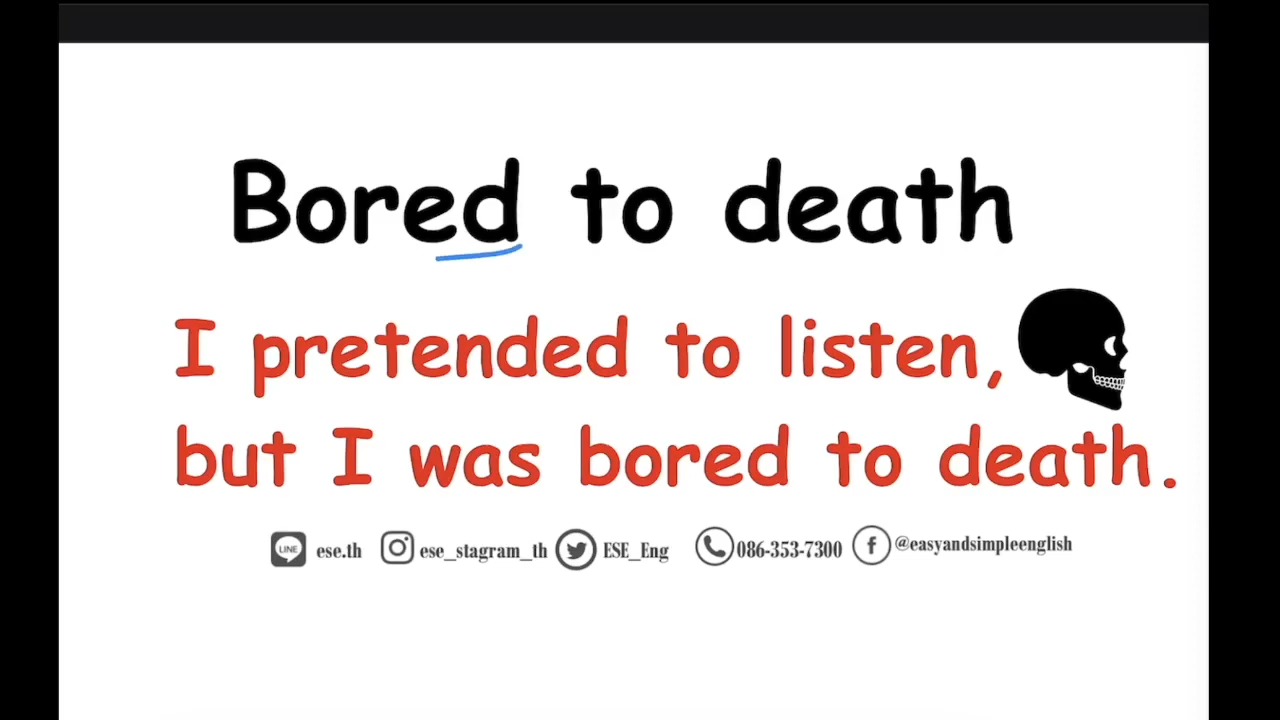 Bored to death
I pretended to listen,
but I was bored to death.
LINE ese.th ese_stagram_th ESE_Eng 086-353-7300 f @easyandsimpleenglish